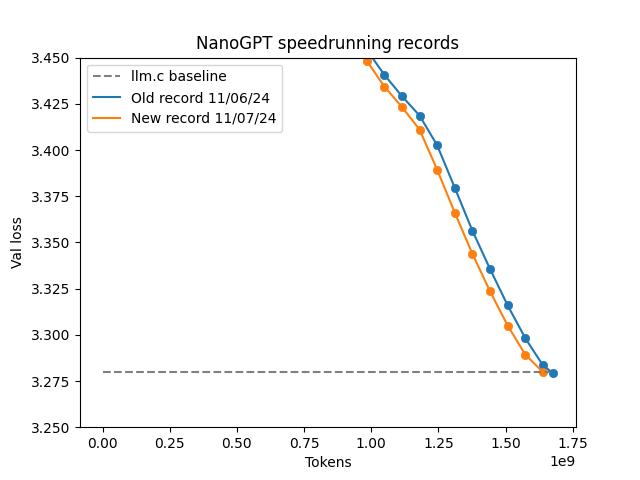 NanoGPT speedrunning records
3.450
3.425
3.400
3.375
3.350
3.325
3.300
3.275
3.250
Val loss
llm.c baseline
Old record 11/06/24
New record 11/07/24
0.00 0.25 0.50 0.75 1.00 1.25 1.50 1.75
1e9
Tokens